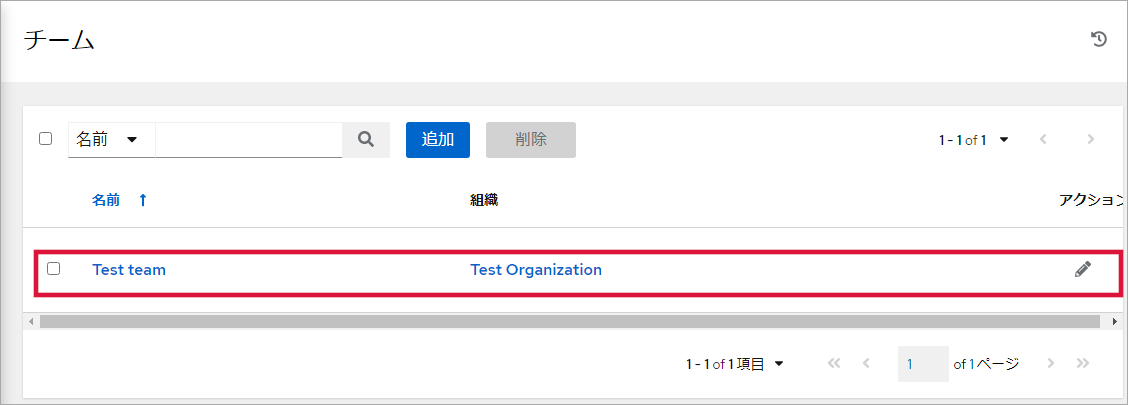 チーム
名前 追加 削除 1 - 1 of 1
名前 組織 アクション
Test team Test Organization
1 - 1 of 1 項目 1 of 1 ページ